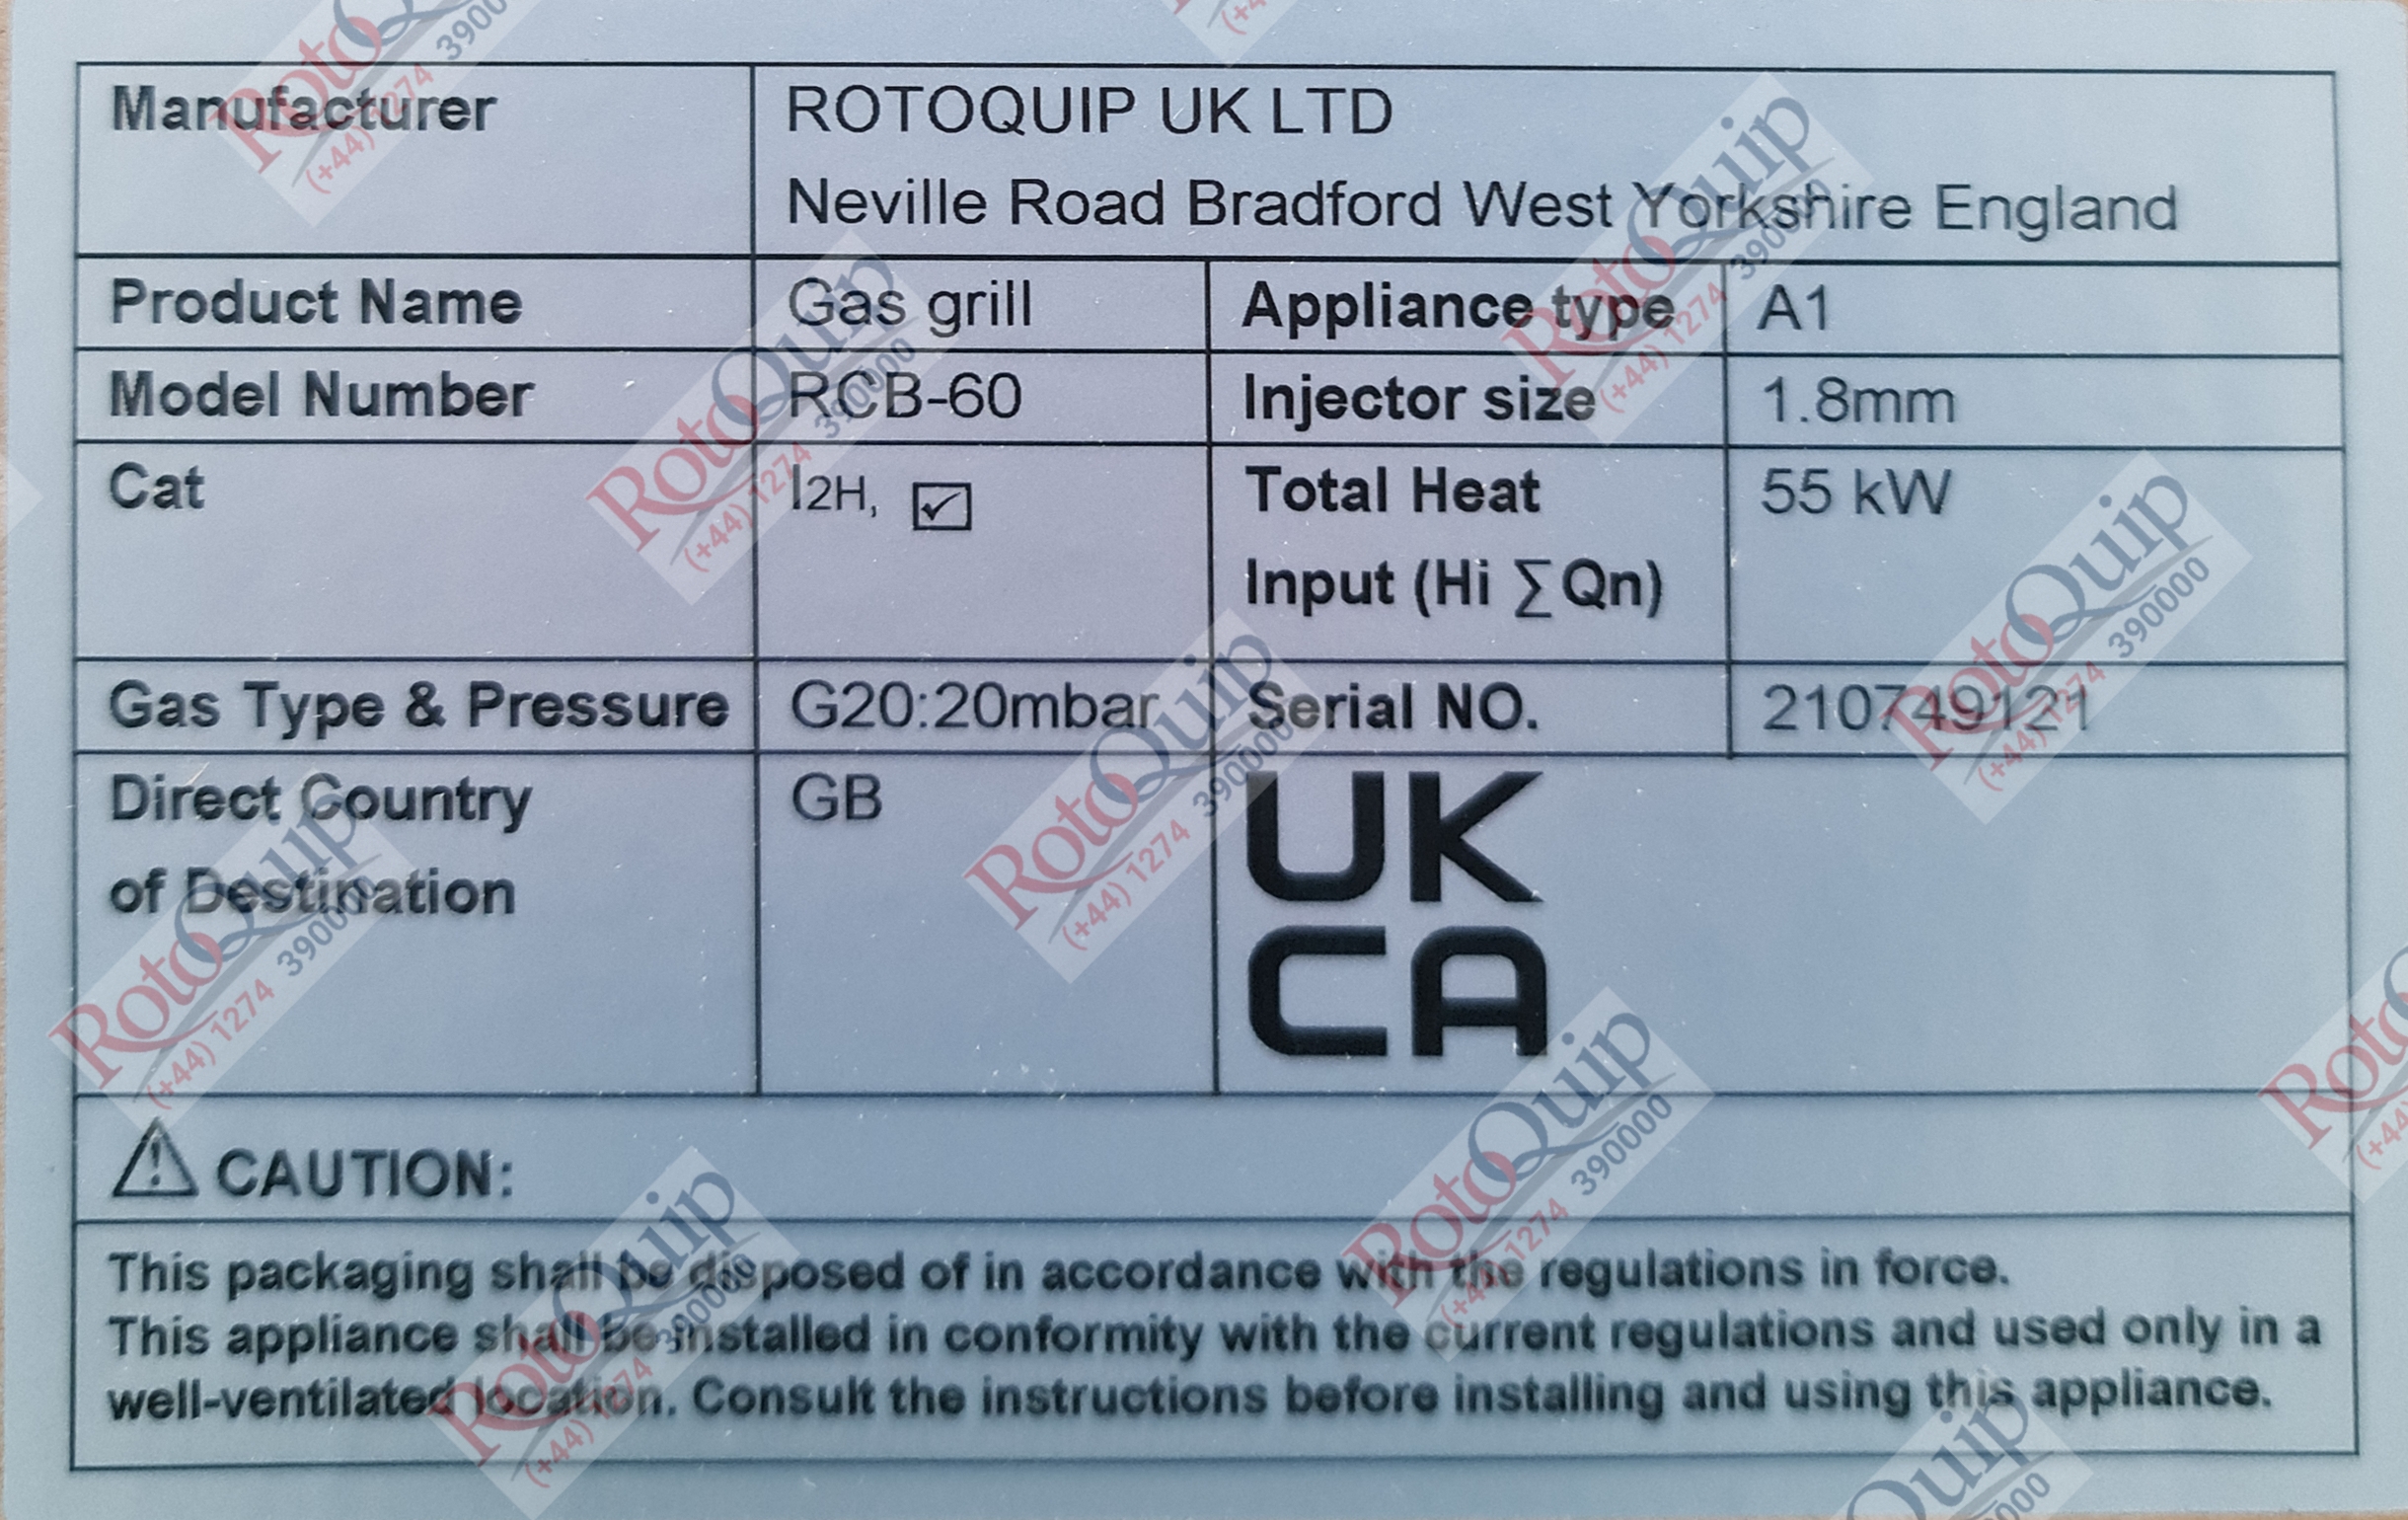 Manufacturer
ROTOQUIP UK LTD
Neville Road Bradford West Yorkshire England
Product Name Gas grill Appliance type A1
Model Number RCB-60 Injector size 1.8mm
Cat I2H, ☑ Total Heat 55 kW
Input (Hi ∑Qn)
Gas Type & Pressure G20:20mbar Serial NO. 210749121
Direct Country GB
of Destination
UK
CA
⚠ CAUTION:
This packaging shall be disposed of in accordance with the regulations in force.
This appliance shall be installed in conformity with the current regulations and used only in a
well-ventilated location. Consult the instructions before installing and using this appliance.
RotoQuip
(+44) 1274 390000